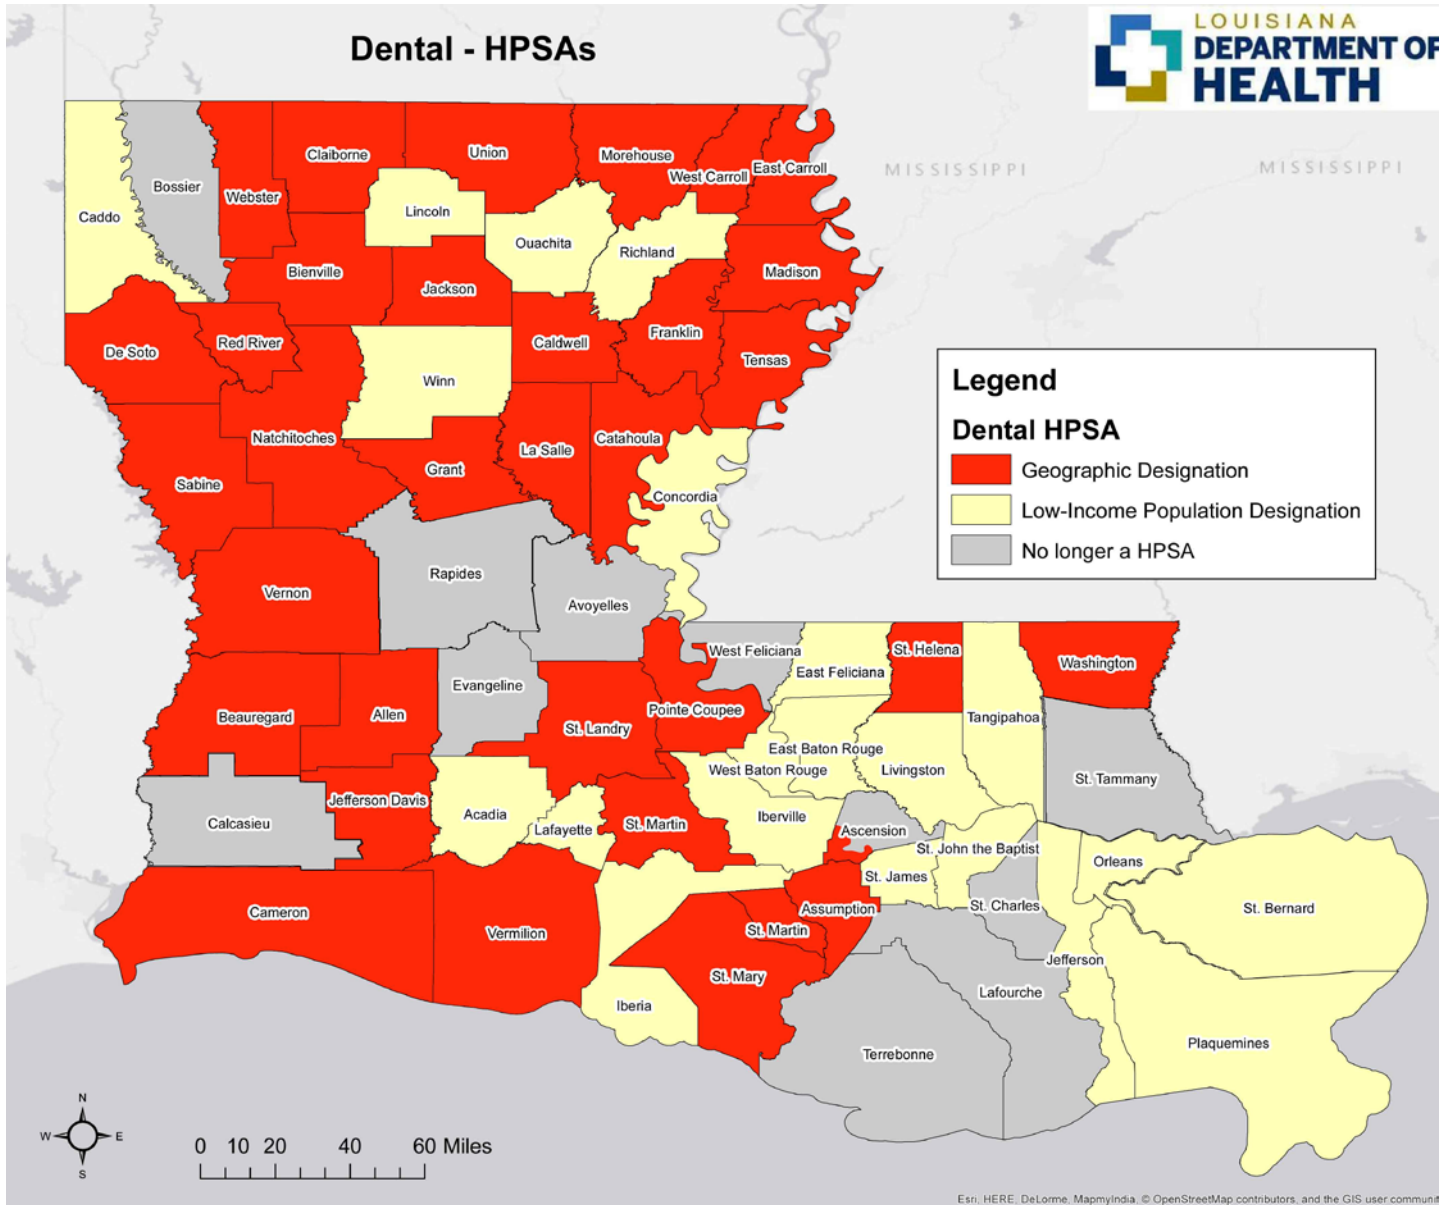 Dental - HPSAs
LOUISIANA
DEPARTMENT OF
HEALTH
MISSISSIPPI
MISSISSIPPI
Caddo
Bossier
Webster
Claiborne
Union
Morehouse
West Carroll
East Carroll
Lincoln
Ouachita
Richland
Madison
Bienville
Jackson
De Soto
Red River
Caldwell
Franklin
Tensas
Winn
Natchitoches
Grant
La Salle
Catahoula
Sabine
Concordia
Legend
Dental HPSA
Geographic Designation
Low-Income Population Designation
No longer a HPSA
Vernon
Rapides
Avoyelles
West Feliciana
East Feliciana
St. Helena
Washington
Beauregard
Allen
Evangeline
St. Landry
Pointe Coupee
Tangipahoa
East Baton Rouge
West Baton Rouge
Livingston
St. Tammany
Calcasieu
Jefferson Davis
Acadia
Lafayette
St. Martin
Iberville
Ascension
St. John the Baptist
Orleans
St. James
St. Charles
St. Bernard
Cameron
Vermilion
Assumption
St. Martin
St. Mary
Jefferson
Iberia
Lafourche
Terrebonne
Plaquemines
N
W E
S
0 10 20 40 60 Miles
Esri, HERE, DeLorme, MapmyIndia, © OpenStreetMap contributors, and the GIS user communit